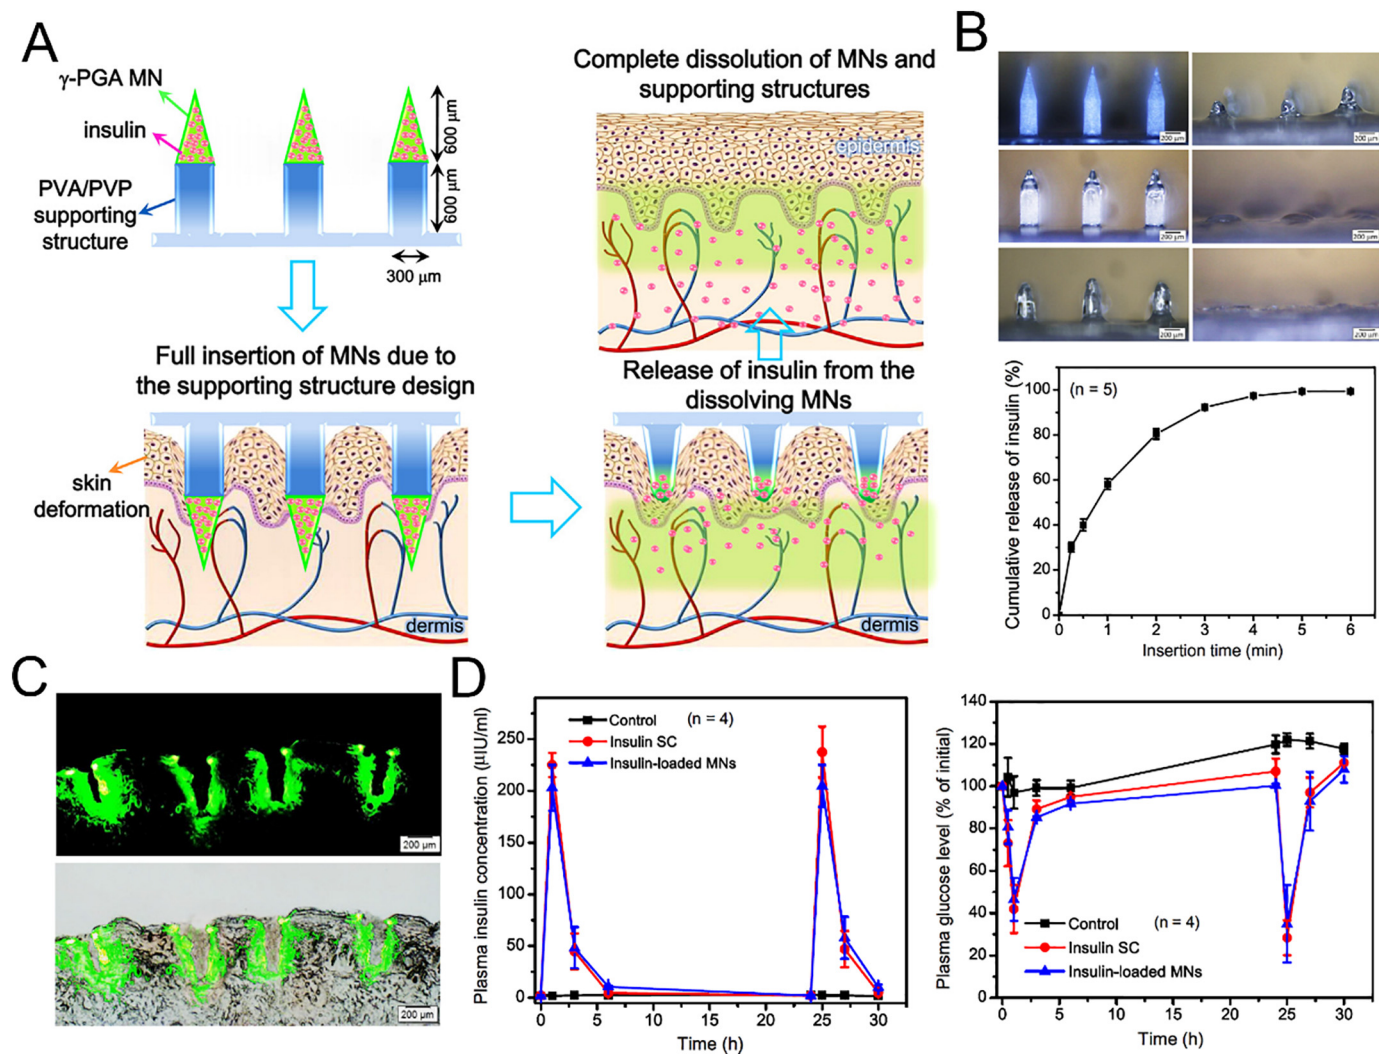 A
γ-PGA MN
insulin
PVA/PVP
supporting
structure
600 μm
600 μm
300 μm
Full insertion of MNs due to
the supporting structure design
skin
deformation
dermis
Complete dissolution of MNs and
supporting structures
epidermis
Release of insulin from the
dissolving MNs
dermis
B
200 μm
200 μm
200 μm
200 μm
200 μm
200 μm
Cumulative release of insulin (%)
(n = 5)
100
80
60
40
20
0
0 1 2 3 4 5 6
Insertion time (min)
C
200 μm
200 μm
D
Plasma insulin concentration (μIU/ml)
250
200
150
100
50
0
Control (n = 4)
Insulin SC
Insulin-loaded MNs
0 5 10 15 20 25 30
Time (h)
Plasma glucose level (% of initial)
140
120
100
80
60
40
20
0
Control (n = 4)
Insulin SC
Insulin-loaded MNs
0 5 10 15 20 25 30
Time (h)